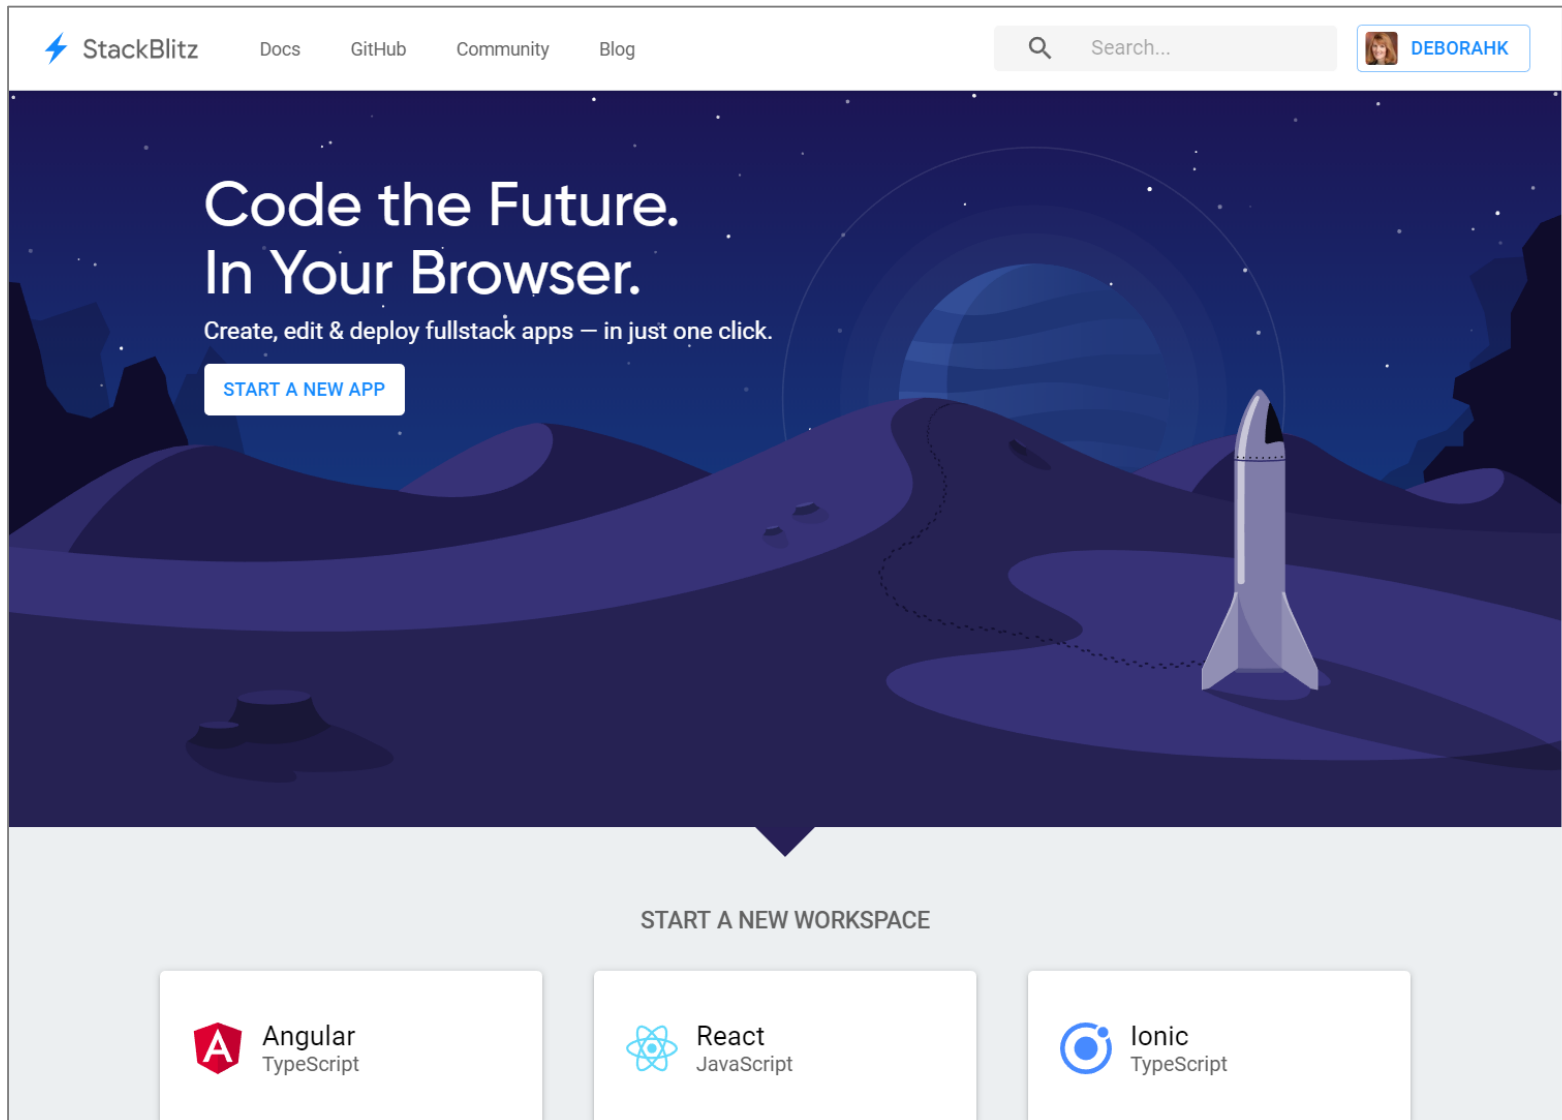 StackBlitz Docs GitHub Community Blog Search... DEBORAHK
Code the Future.
In Your Browser.
Create, edit & deploy fullstack apps — in just one click.
START A NEW APP
START A NEW WORKSPACE
Angular
TypeScript
React
JavaScript
Ionic
TypeScript